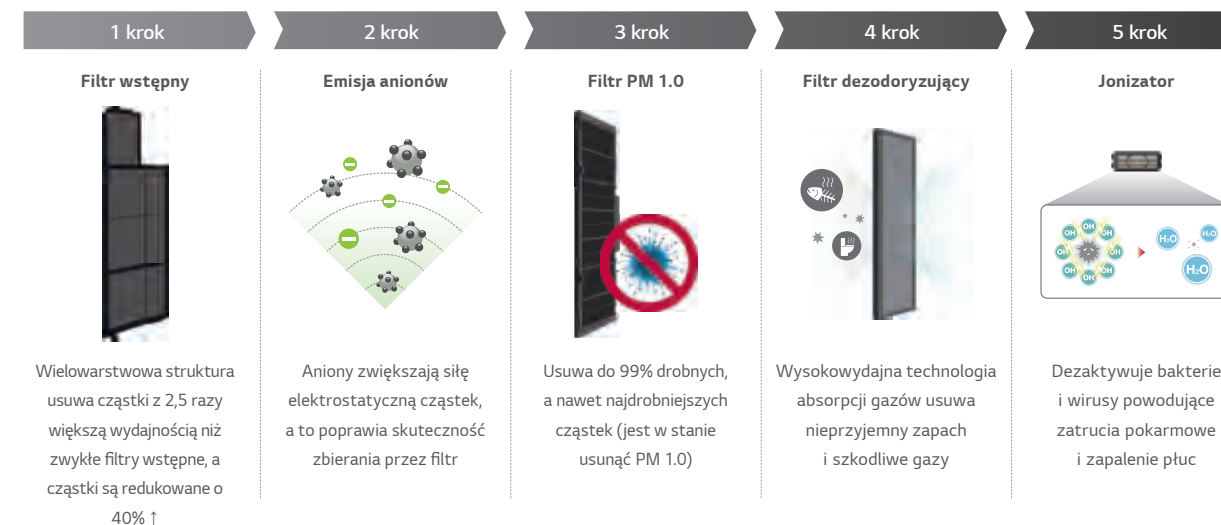 1 krok
2 krok
3 krok
4 krok
5 krok
Filtr wstępny
Wielowarstwowa struktura
usuwa cząstki z 2,5 razy
większą wydajnością niż
zwykłe filtry wstępne, a
cząstki są redukowane o
40% ↑
Emisja anionów
Aniony zwiększają siłę
elektrostatyczną cząstek,
a to poprawia skuteczność
zbierania przez filtr
Filtr PM 1.0
Usuwa do 99% drobnych,
a nawet najdrobniejszych
cząstek (jest w stanie
usunąć PM 1.0)
Filtr dezodoryzujący
Wysokowydajna technologia
absorpcji gazów usuwa
nieprzyjemny zapach
i szkodliwe gazy
Jonizator
OH
OH
OH
OH
OH
OH
OH
OH
H₂O
H₂O
H₂O
Dezaktywuje bakterie
i wirusy powodujące
zatrucia pokarmowe
i zapalenie płuc